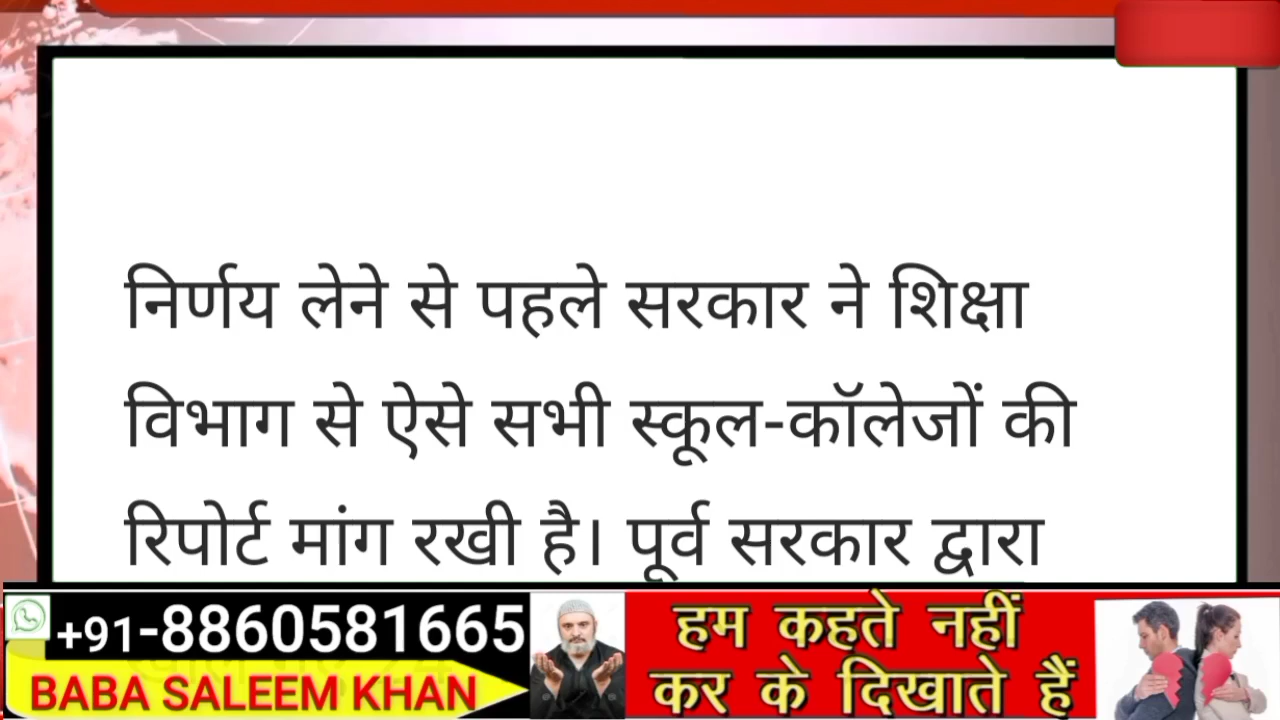 निर्णय लेने से पहले सरकार ने शिक्षा
विभाग से ऐसे सभी स्कूल-कॉलेजों की
रिपोर्ट मांग रखी है। पूर्व सरकार द्वारा
+91-8860581665
BABA SALEEM KHAN
हम कहते नहीं
कर के दिखाते हैं